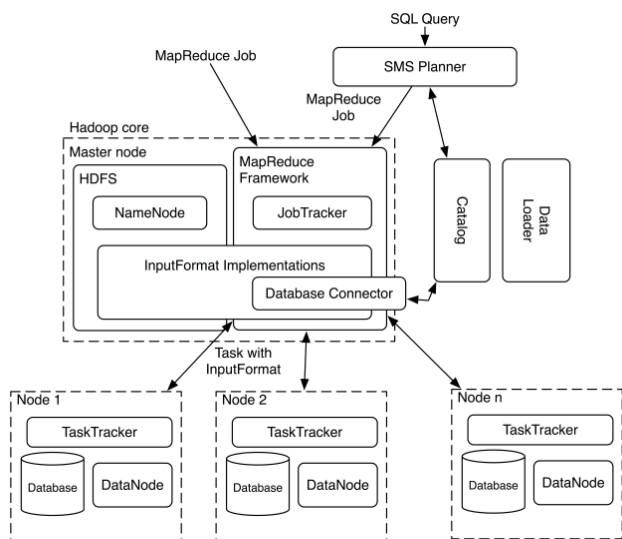 SQL Query
SMS Planner
MapReduce Job
MapReduce
Job
Hadoop core
Master node
HDFS
MapReduce
Framework
NameNode
JobTracker
InputFormat Implementations
Database Connector
Catalog
Data
Loader
Task with
InputFormat
Node 1
TaskTracker
Database
DataNode
Node 2
TaskTracker
Database
DataNode
Node n
TaskTracker
Database
DataNode